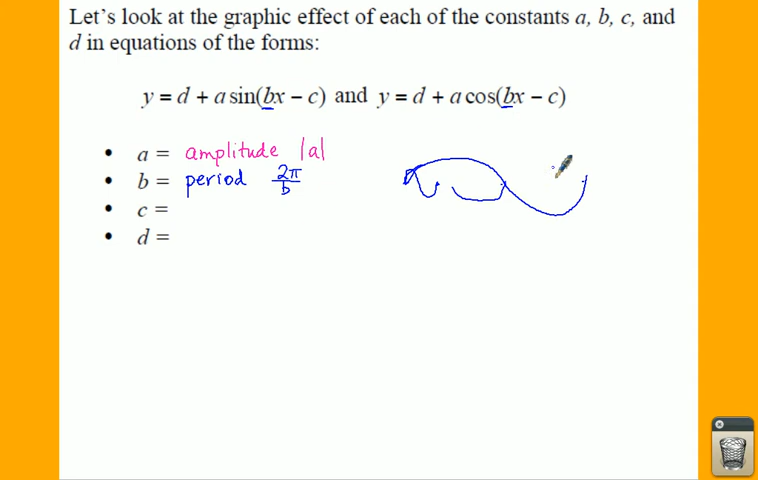 Let's look at the graphic effect of each of the constants a, b, c, and
d in equations of the forms:
y = d + a sin(bx − c) and y = d + a cos(bx − c)
• a = amplitude |a|
• b = period 2π/b
• c =
• d =